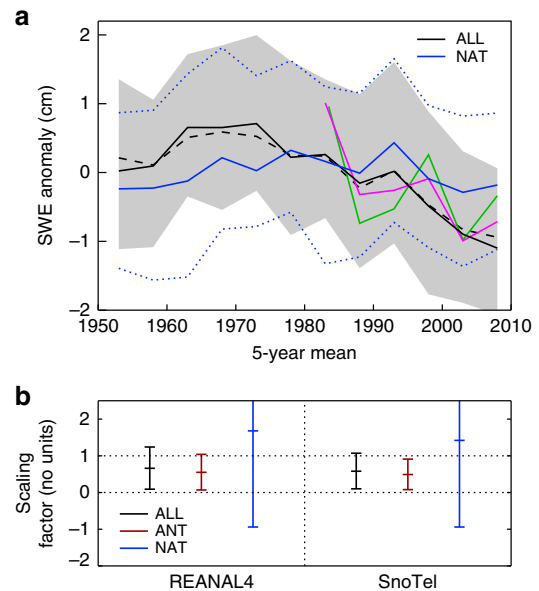 a
ALL
NAT
SWE anomaly (cm)
2
1
0
−1
−2
1950 1960 1970 1980 1990 2000 2010
5-year mean
b
Scaling
factor (no units)
2
1
0
−1
−2
ALL
ANT
NAT
REANAL4 SnoTel